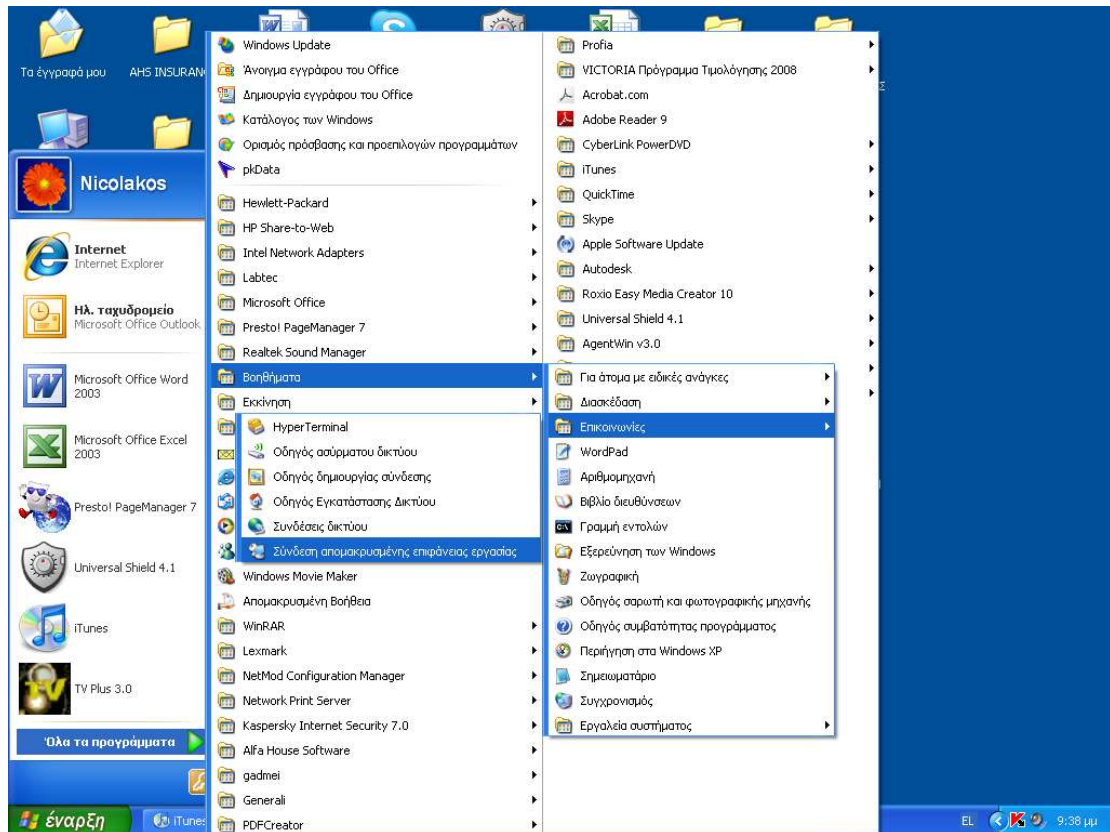 Τα έγγραφά μου
AHS INSURAN
Nicolakos
Internet
Internet Explorer
Ηλ. ταχυδρομείο
Microsoft Office Outlook
Microsoft Office Word
2003
Microsoft Office Excel
2003
Presto! PageManager 7
Universal Shield 4.1
iTunes
TV Plus 3.0
Όλα τα προγράμματα
Windows Update
Άνοιγμα εγγράφου του Office
Δημιουργία εγγράφου του Office
Κατάλογος των Windows
Ορισμός πρόσβασης και προεπιλογών προγραμμάτων
pkData
Hewlett-Packard
HP Share-to-Web
Intel Network Adapters
Labtec
Microsoft Office
Presto! PageManager 7
Realtek Sound Manager
Βοηθήματα
Εκκίνηση
HyperTerminal
Οδηγός ασύρματου δικτύου
Οδηγός δημιουργίας σύνδεσης
Οδηγός Εγκατάστασης Δικτύου
Συνδέσεις δικτύου
Σύνδεση απομακρυσμένης επιφάνειας εργασίας
Windows Movie Maker
Απομακρυσμένη Βοήθεια
WinRAR
Lexmark
NetMod Configuration Manager
Network Print Server
Kaspersky Internet Security 7.0
Alfa House Software
gadmei
Generali
PDFCreator
Profia
VICTORIA Πρόγραμμα Τιμολόγησης 2008
Acrobat.com
Adobe Reader 9
CyberLink PowerDVD
iTunes
QuickTime
Skype
Apple Software Update
Autodesk
Roxio Easy Media Creator 10
Universal Shield 4.1
AgentWin v3.0
Για άτομα με ειδικές ανάγκες
Διασκέδαση
Επικοινωνίες
WordPad
Αριθμομηχανή
Βιβλίο διευθύνσεων
Γραμμή εντολών
Εξερεύνηση των Windows
Ζωγραφική
Οδηγός σαρωτή και φωτογραφικής μηχανής
Οδηγός συμβατότητας προγράμματος
Περιήγηση στα Windows XP
Σημειωματάριο
Συγχρονισμός
Εργαλεία συστήματος
Σ
έναρξη
iTunes
EL
9:38 μμ